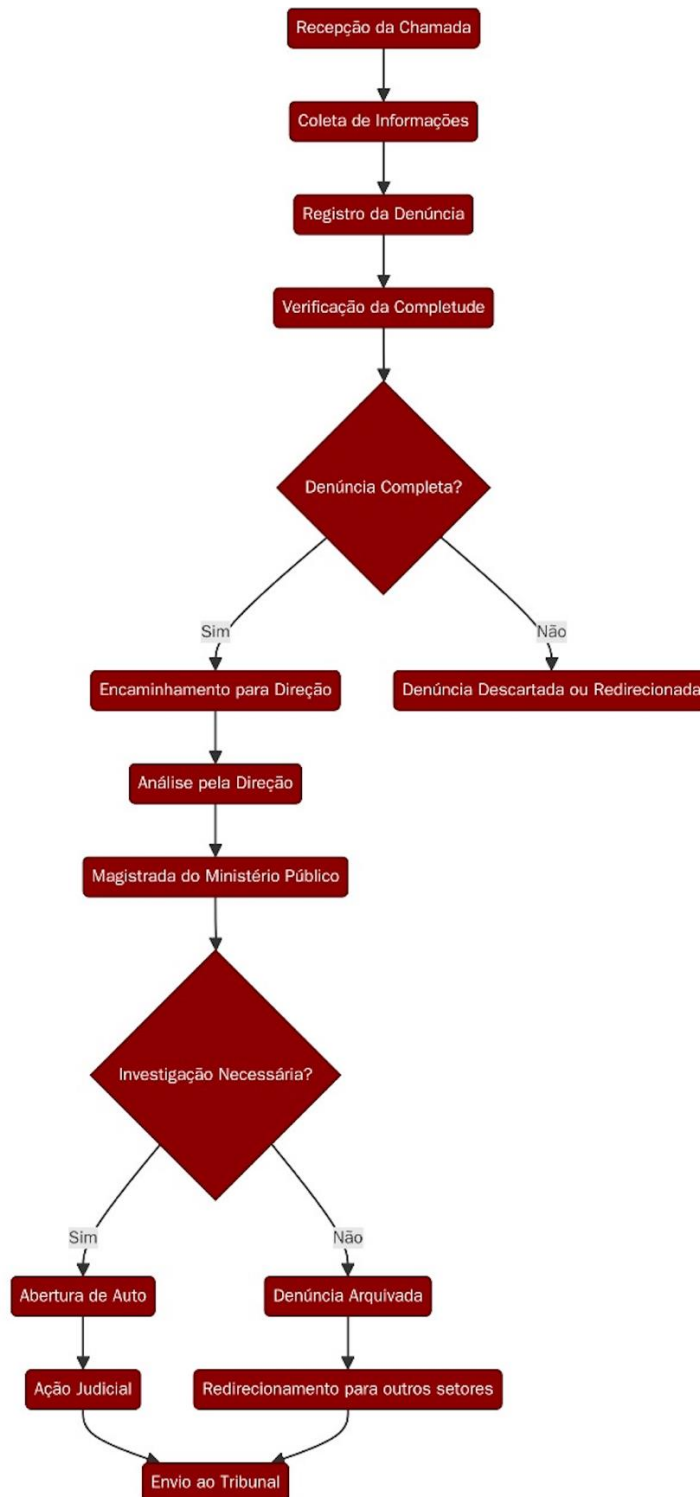 Recepção da Chamada
Coleta de Informações
Registro da Denúncia
Verificação da Completude
Denúncia Completa?
Sim
Não
Encaminhamento para Direção
Denúncia Descartada ou Redirecionada
Análise pela Direção
Magistrada do Ministério Público
Investigação Necessária?
Sim
Não
Abertura de Auto
Denúncia Arquivada
Ação Judicial
Redirecionamento para outros setores
Envio ao Tribunal